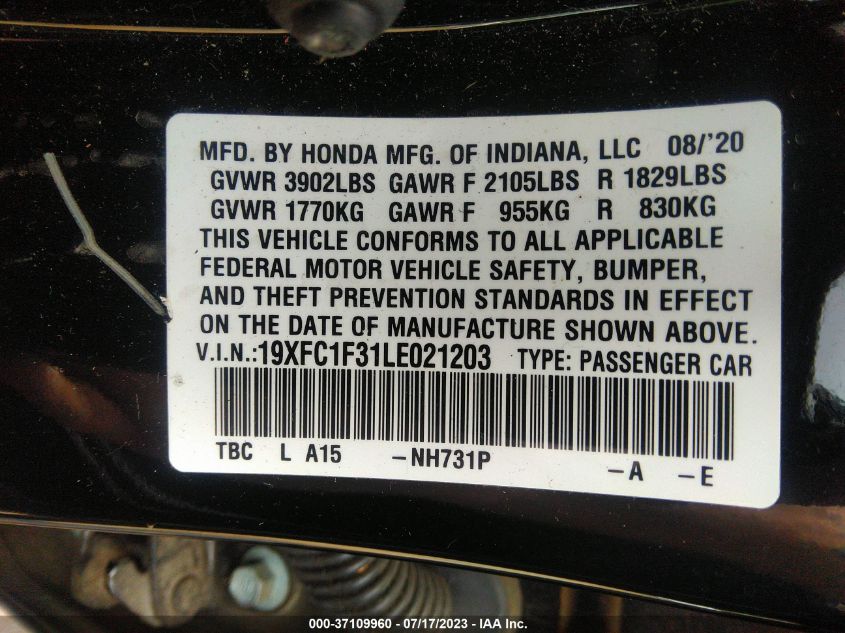 MFD. BY HONDA MFG. OF INDIANA, LLC 08/'20
GVWR 3902LBS GAWR F 2105LBS R 1829LBS
GVWR 1770KG GAWR F 955KG R 830KG
THIS VEHICLE CONFORMS TO ALL APPLICABLE
FEDERAL MOTOR VEHICLE SAFETY, BUMPER,
AND THEFT PREVENTION STANDARDS IN EFFECT
ON THE DATE OF MANUFACTURE SHOWN ABOVE.
V.I.N.:19XFC1F31LE021203 TYPE: PASSENGER CAR
TBC L A15 -NH731P -A -E
000-37109960 - 07/17/2023 - IAA Inc.